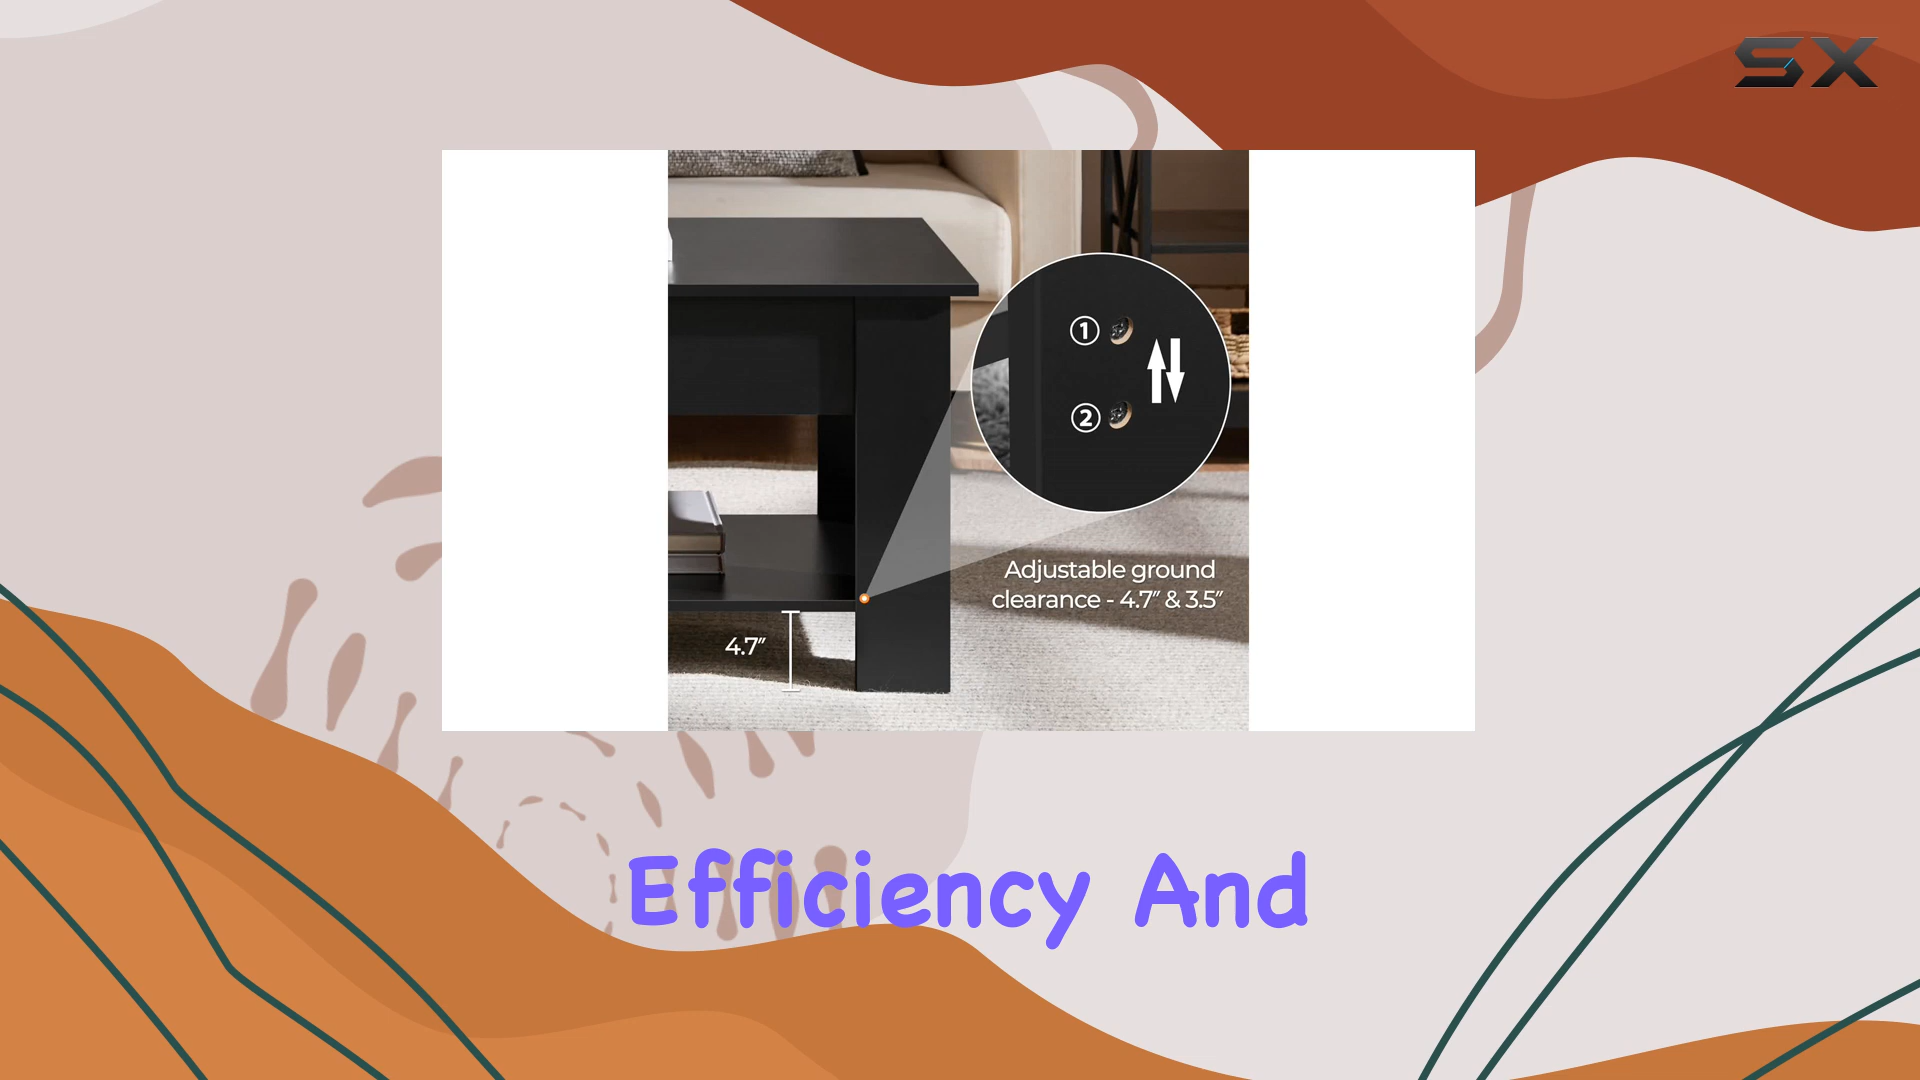 SX
1
2
Adjustable ground
clearance - 4.7" & 3.5"
4.7"
Efficiency And